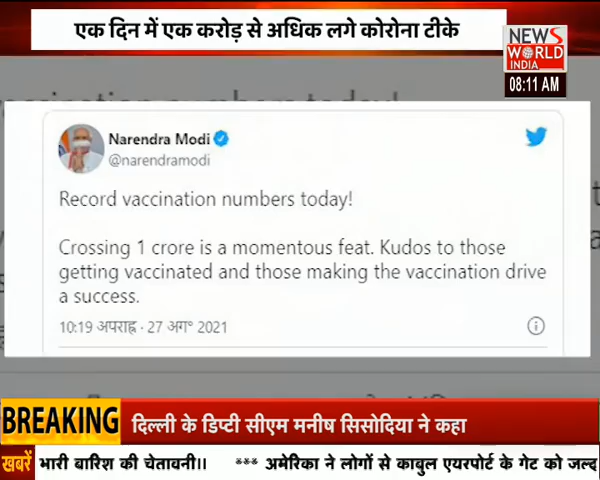 एक दिन में एक करोड़ से अधिक लगे कोरोना टीके
NEWS
WORLD
INDIA
08:11 AM
Narendra Modi
@narendramodi
Record vaccination numbers today!
Crossing 1 crore is a momentous feat. Kudos to those
getting vaccinated and those making the vaccination drive
a success.
10:19 अपराह्न · 27 अग॰ 2021
BREAKING
दिल्ली के डिप्टी सीएम मनीष सिसोदिया ने कहा
खबरें
भारी बारिश की चेतावनी।। *** अमेरिका ने लोगों से काबुल एयरपोर्ट के गेट को जल्द